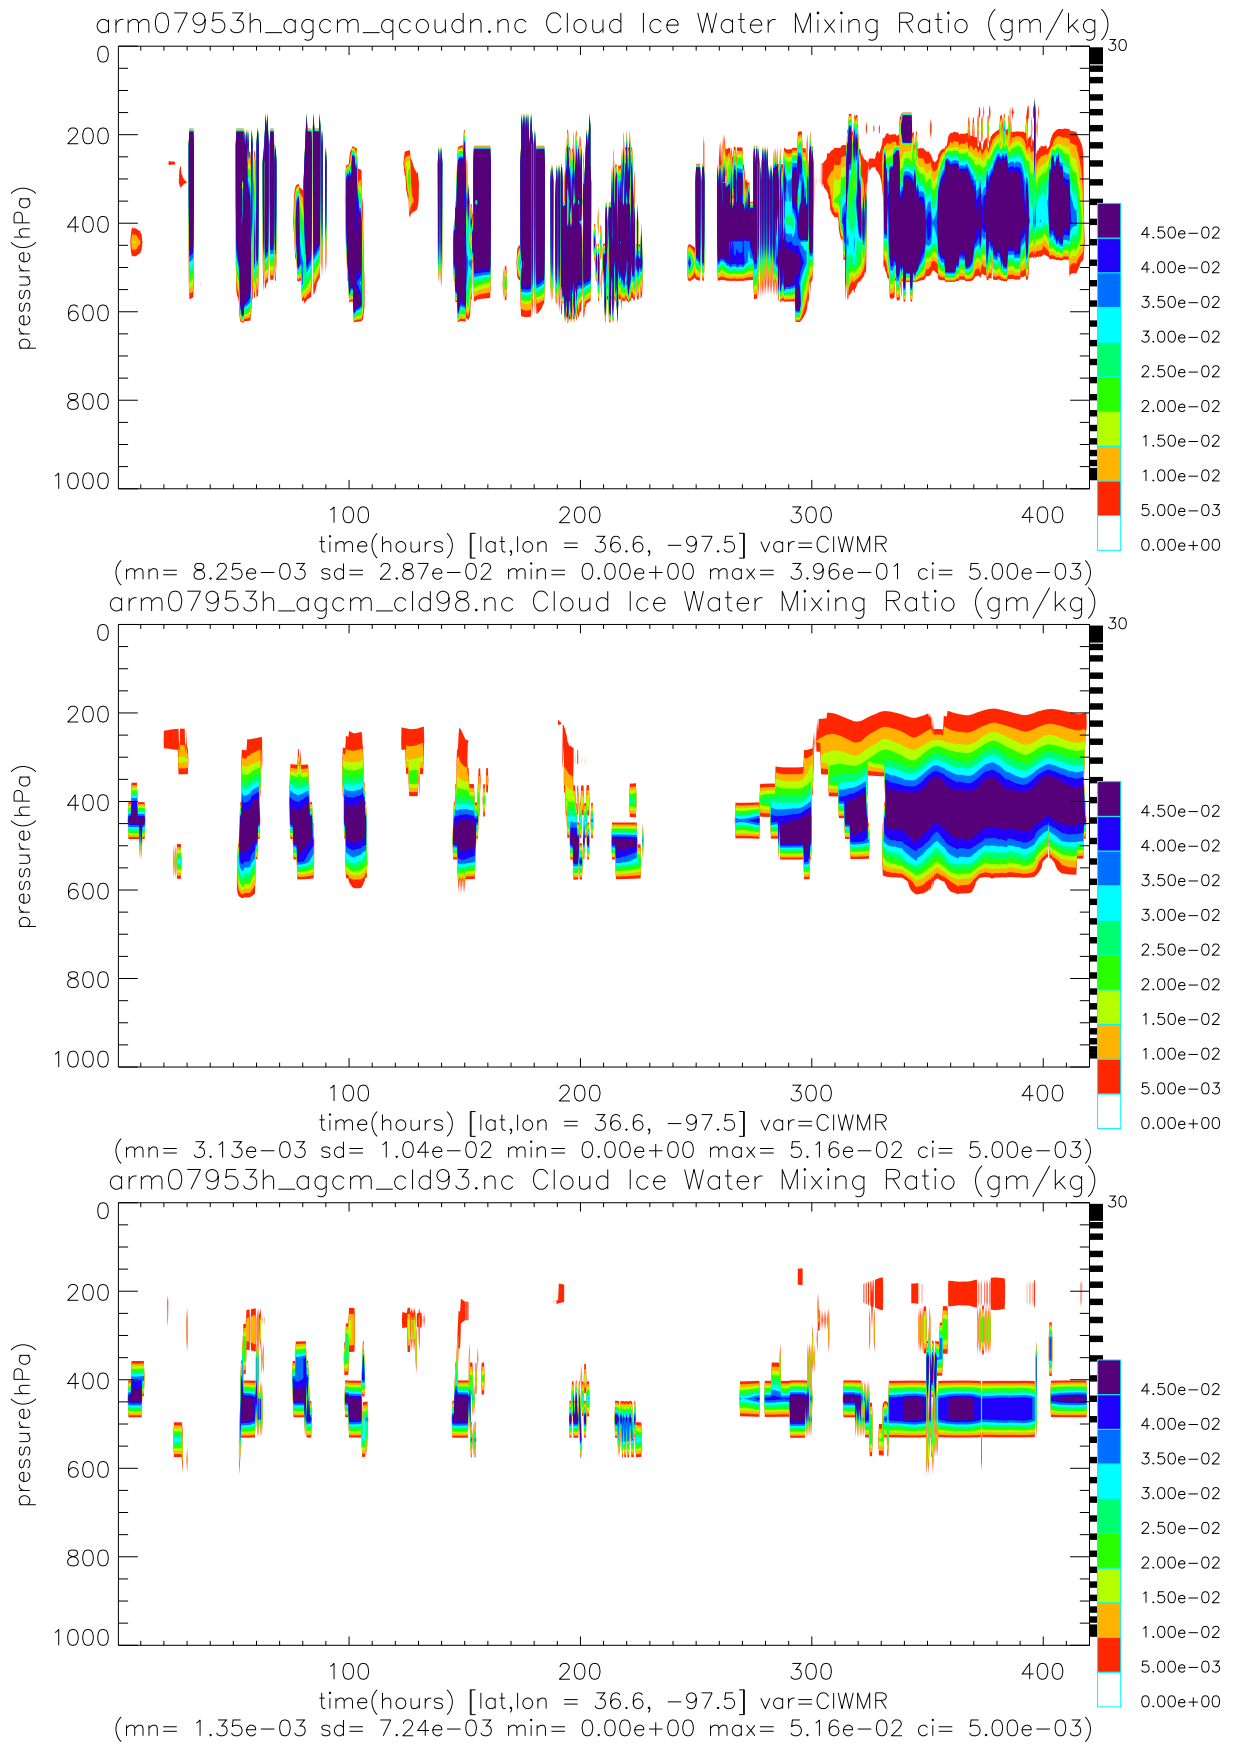 arm07953h_agcm_qcoudn.nc Cloud Ice Water Mixing Ratio (gm/kg)
30
0
200
400
600
800
1000
pressure(hPa)
100 200 300 400
time(hours) [lat,lon = 36.6, −97.5] var=CIWMR
(mn= 8.25e−03 sd= 2.87e−02 min= 0.00e+00 max= 3.96e−01 ci= 5.00e−03)
4.50e−02
4.00e−02
3.50e−02
3.00e−02
2.50e−02
2.00e−02
1.50e−02
1.00e−02
5.00e−03
0.00e+00
arm07953h_agcm_cld98.nc Cloud Ice Water Mixing Ratio (gm/kg)
30
0
200
400
600
800
1000
pressure(hPa)
100 200 300 400
time(hours) [lat,lon = 36.6, −97.5] var=CIWMR
(mn= 3.13e−03 sd= 1.04e−02 min= 0.00e+00 max= 5.16e−02 ci= 5.00e−03)
4.50e−02
4.00e−02
3.50e−02
3.00e−02
2.50e−02
2.00e−02
1.50e−02
1.00e−02
5.00e−03
0.00e+00
arm07953h_agcm_cld93.nc Cloud Ice Water Mixing Ratio (gm/kg)
30
0
200
400
600
800
1000
pressure(hPa)
100 200 300 400
time(hours) [lat,lon = 36.6, −97.5] var=CIWMR
(mn= 1.35e−03 sd= 7.24e−03 min= 0.00e+00 max= 5.16e−02 ci= 5.00e−03)
4.50e−02
4.00e−02
3.50e−02
3.00e−02
2.50e−02
2.00e−02
1.50e−02
1.00e−02
5.00e−03
0.00e+00